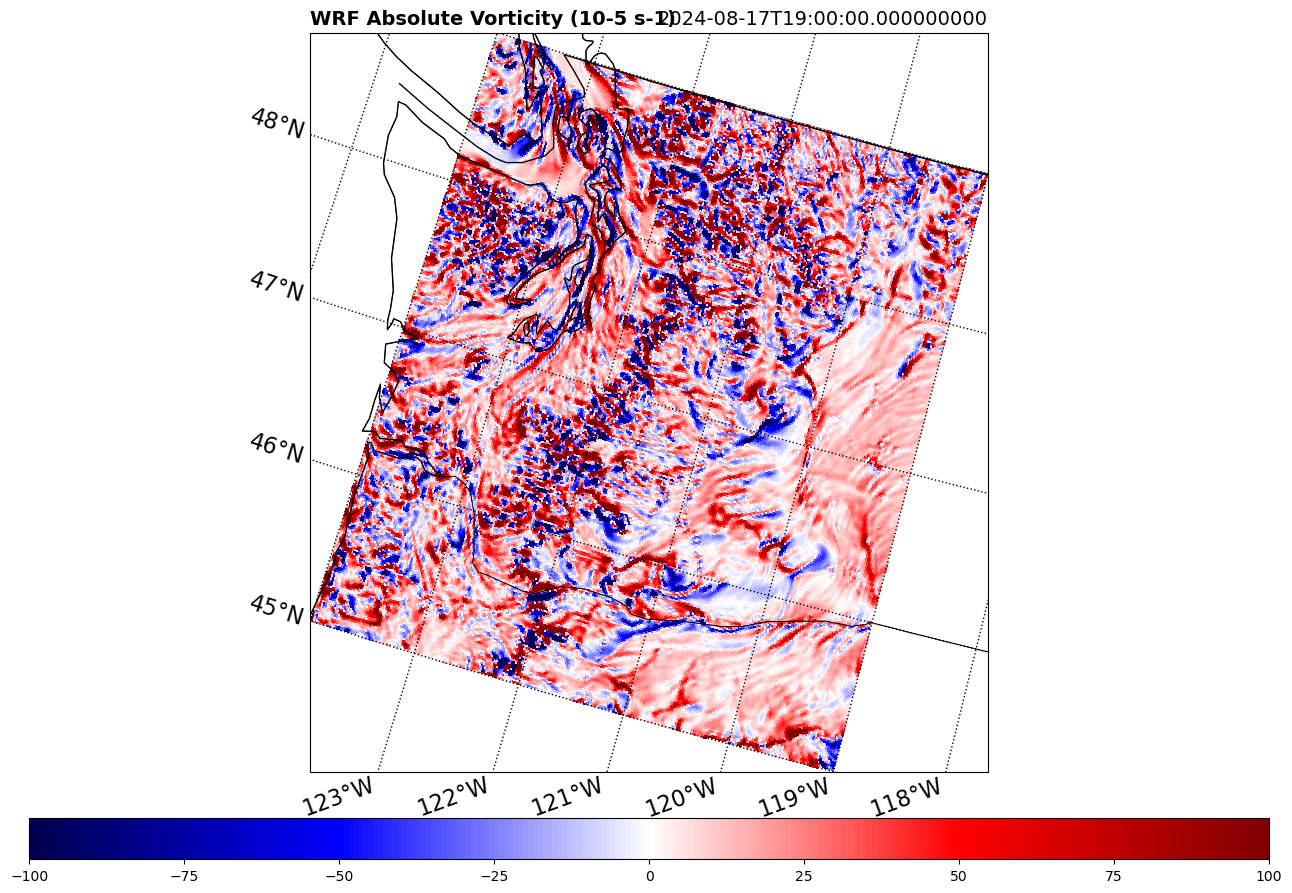 WRF Absolute Vorticity (10-5 s-1)
2024-08-17T19:00:00.000000000
48°N
47°N
46°N
45°N
123°W 122°W 121°W 120°W 119°W 118°W
−100 −75 −50 −25 0 25 50 75 100